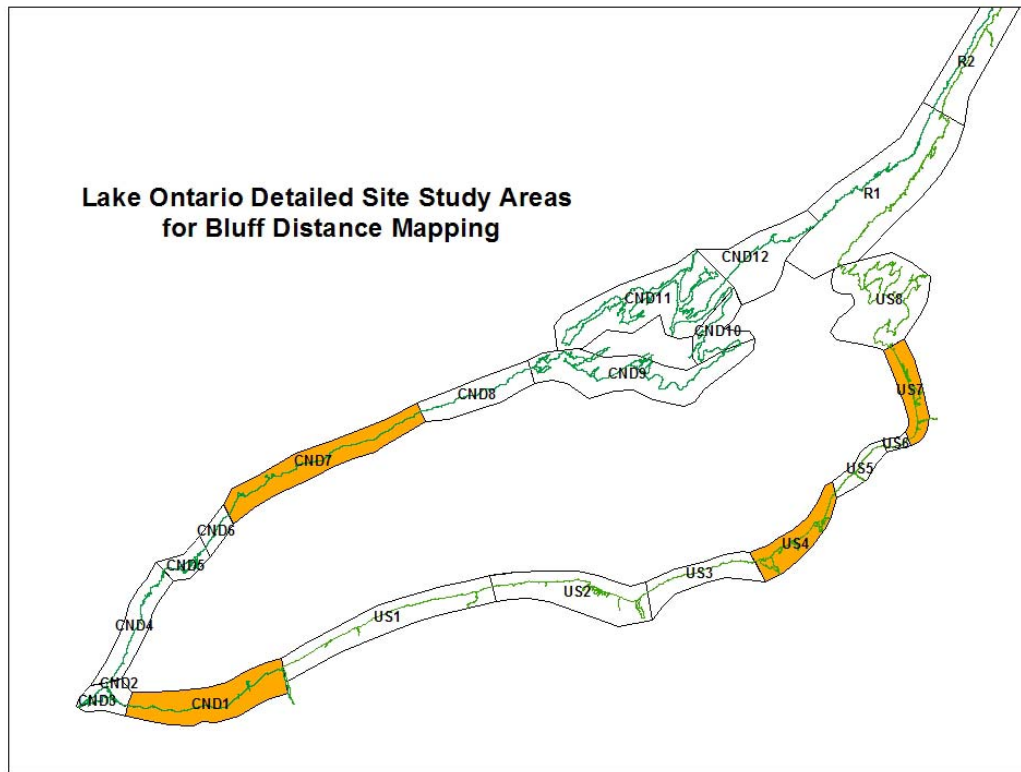 Lake Ontario Detailed Site Study Areas
for Bluff Distance Mapping
R2
R1
CND12
CND11
US8
CND10
CND9
CND8
US7
US6
CND7
US5
CND6
US4
CND5
US3
US2
US1
CND4
CND2
CND3
CND1